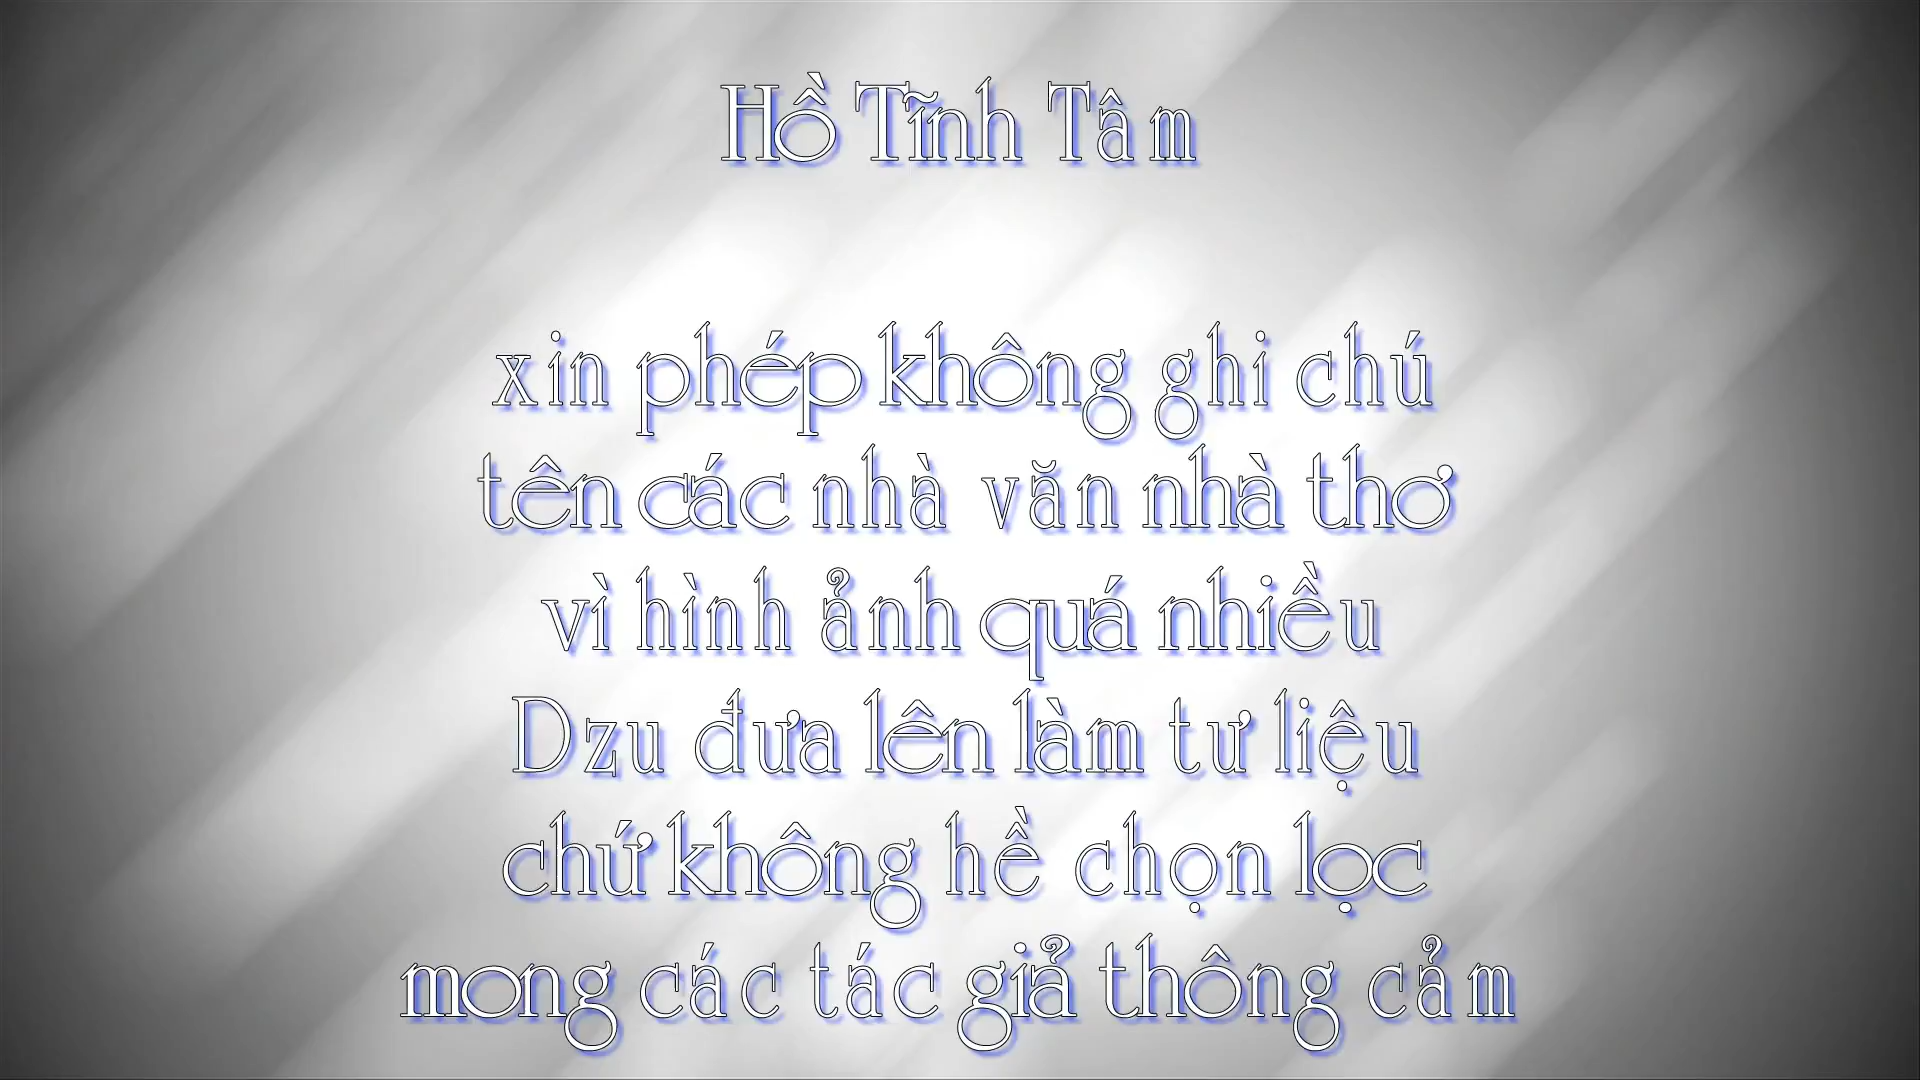 Hồ Tĩnh Tâm
xin phép không ghi chú
tên các nhà văn nhà thơ
vì hình ảnh quá nhiều
Dzu đưa lên làm tư liệu
chứ không hề chọn lọc
mong các tác giả thông cảm